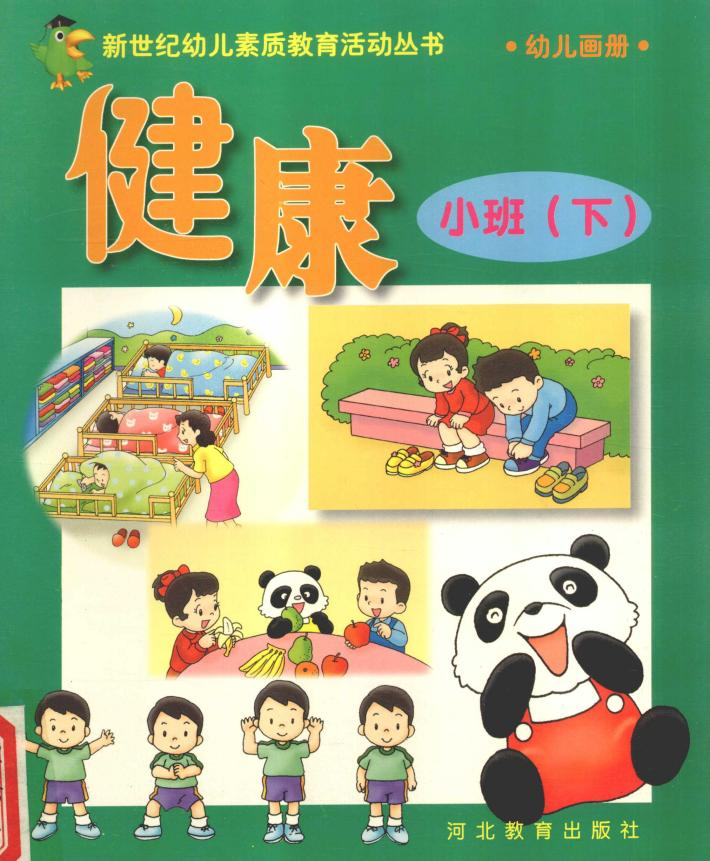 新世纪幼儿素质教育活动丛书
•幼儿画册•
健康
小班（下）
河北教育出版社